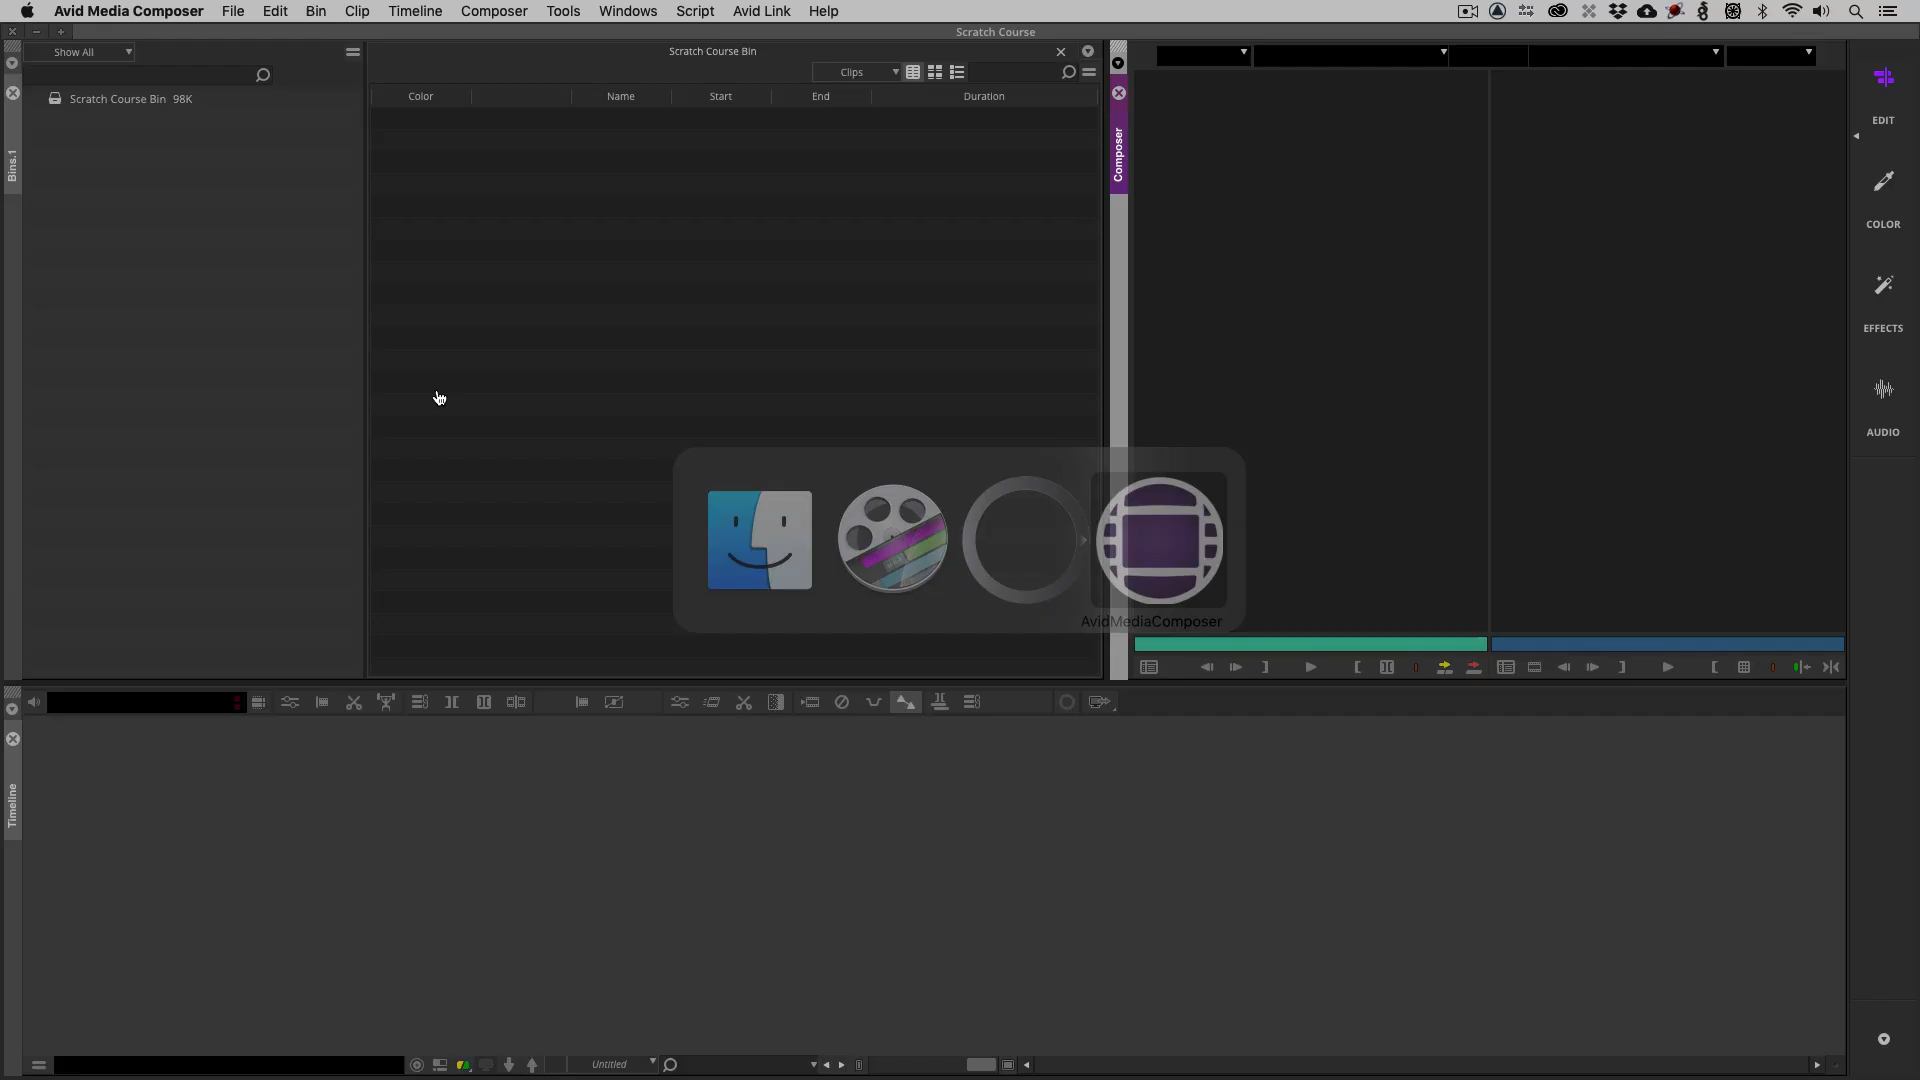 Avid Media Composer File Edit Bin Clip Timeline Composer Tools Windows Script Avid Link Help
Scratch Course
Show All
Scratch Course Bin
Clips
Color Name Start End Duration
Scratch Course Bin 98K
Bins.1
Composer
EDIT
COLOR
EFFECTS
AUDIO
AvidMediaComposer
Timeline
Untitled